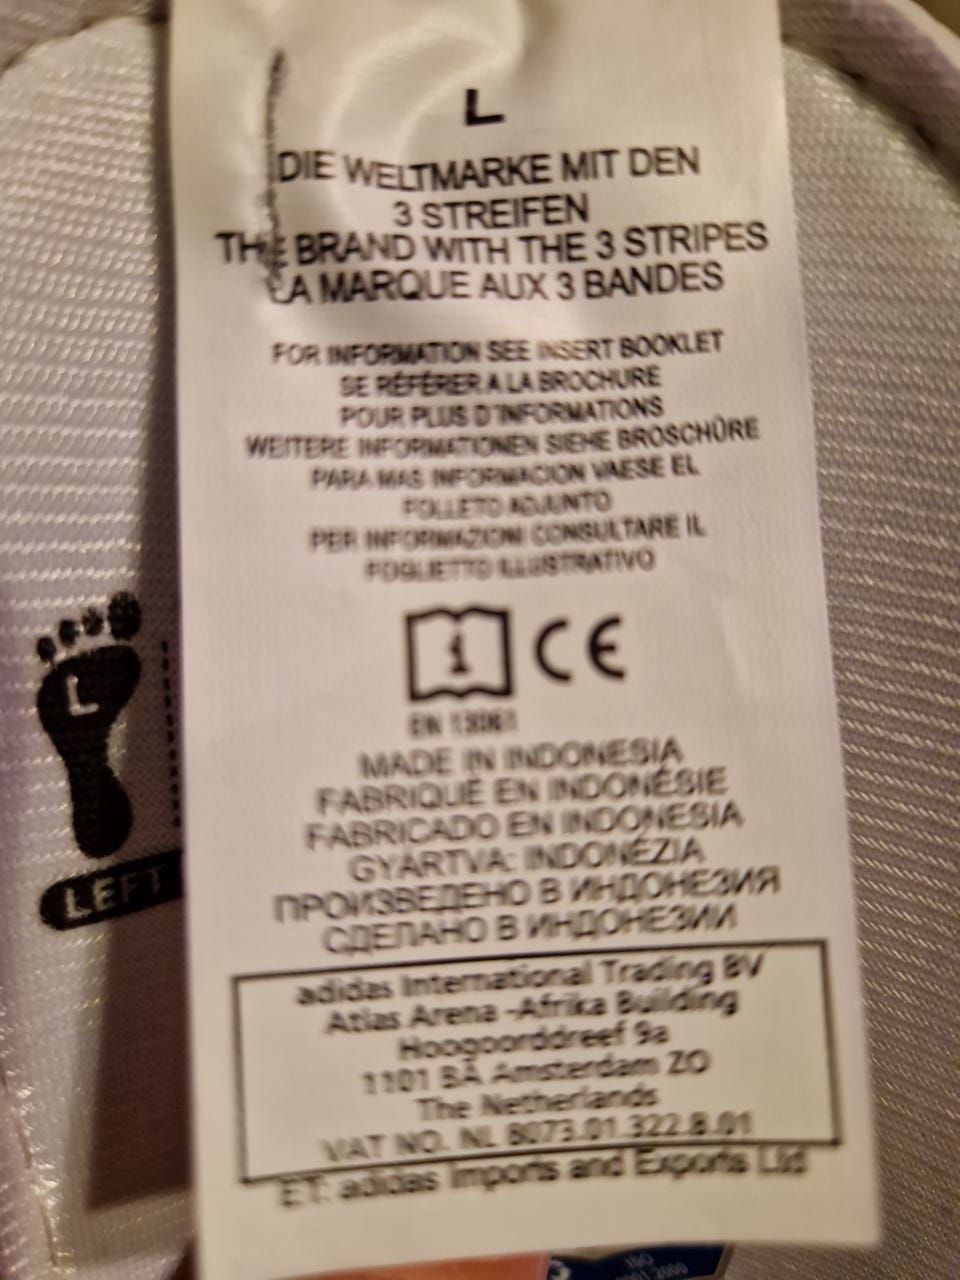 L
DIE WELTMARKE MIT DEN
3 STREIFEN
THE BRAND WITH THE 3 STRIPES
LA MARQUE AUX 3 BANDES
FOR INFORMATION SEE INSERT BOOKLET
SE RÉFÉRER A LA BROCHURE
POUR PLUS D'INFORMATIONS
WEITERE INFORMATIONEN SIEHE BROSCHÜRE
PARA MAS INFORMACION VAESE EL
FOLLETO ADJUNTO
PER INFORMAZIONI CONSULTARE IL
FOGLIETTO ILLUSTRATIVO
i CE
EN 13061
MADE IN INDONESIA
FABRIQUÉ EN INDONÉSIE
FABRICADO EN INDONESIA
GYÁRTVA: INDONÉZIA
ПРОИЗВЕДЕНО В ИНДОНЕЗИЯ
СДЕЛАНО В ИНДОНЕЗИИ
adidas International Trading BV
Atlas Arena -Afrika Building
Hoogoorddreef 9a
1101 BA Amsterdam ZO
The Netherlands
VAT NO. NL 8073.01.322.B.01
ET: adidas Imports and Exports Ltd
L
LEFT
ISO